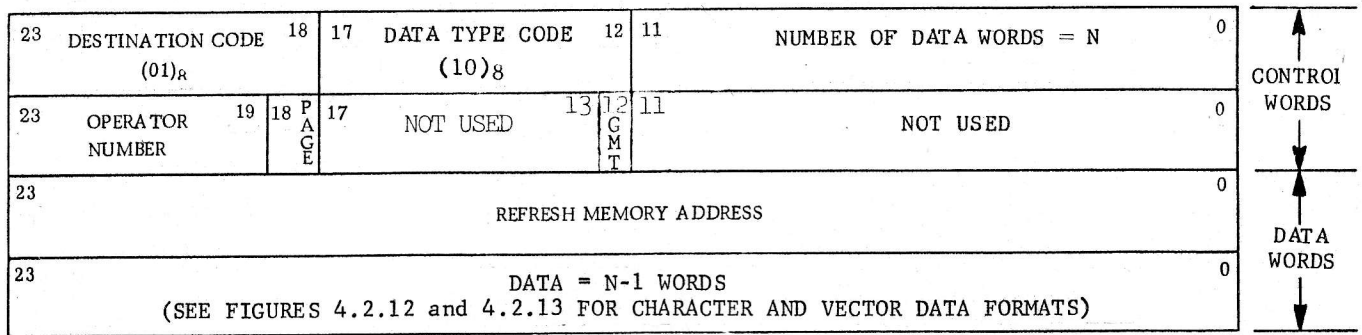 23 DESTINATION CODE 18 17 DATA TYPE CODE 12 11 NUMBER OF DATA WORDS = N 0
(01)8 (10)8
CONTROL
WORDS
23 OPERATOR NUMBER 19 18 PAGE 17 NOT USED 13 12 GMT 11 NOT USED 0
23 REFRESH MEMORY ADDRESS 0
DATA
WORDS
23 DATA = N-1 WORDS 0
(SEE FIGURES 4.2.12 and 4.2.13 FOR CHARACTER AND VECTOR DATA FORMATS)